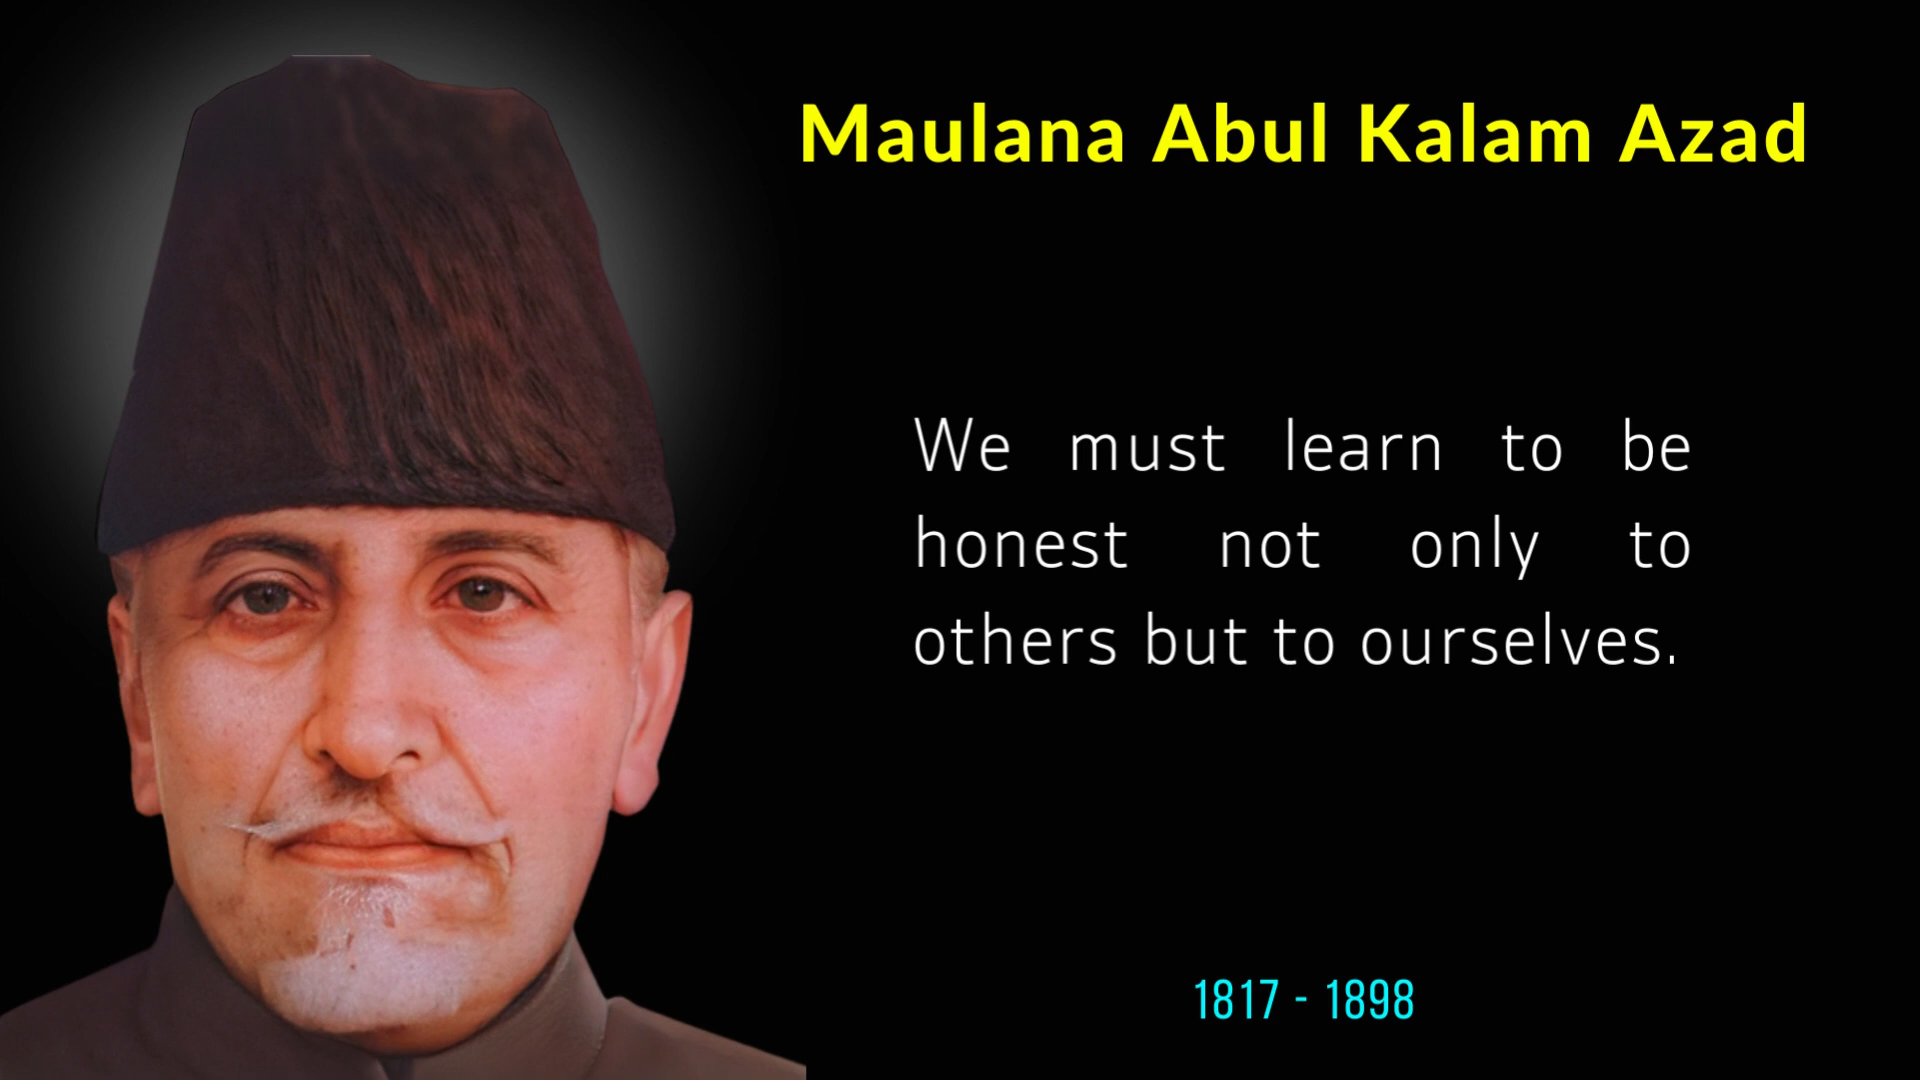 Maulana Abul Kalam Azad
We must learn to be
honest not only to
others but to ourselves.
1817 - 1898